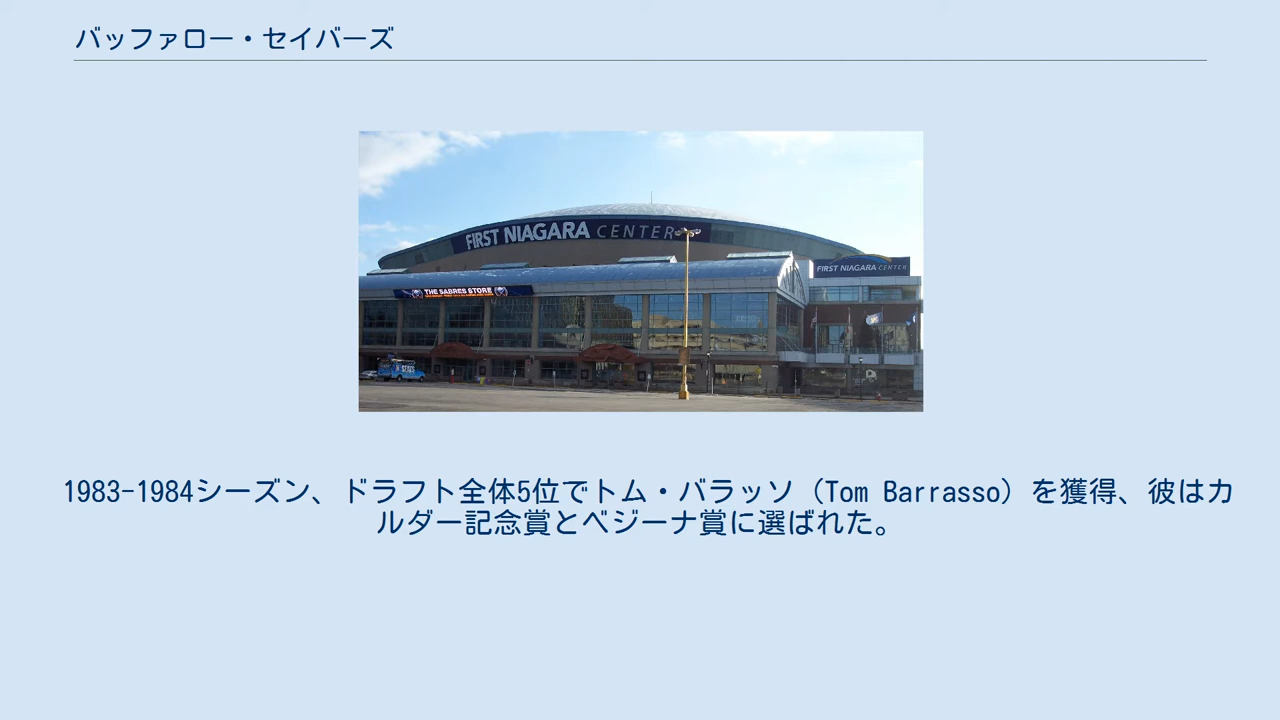 バッファロー・セイバーズ
FIRST NIAGARA CENTER
FIRST NIAGARA CENTER
THE SABRES STORE
1983-1984シーズン、ドラフト全体5位でトム・バラッソ（Tom Barrasso）を獲得、彼はカ
ルダー記念賞とベジーナ賞に選ばれた。